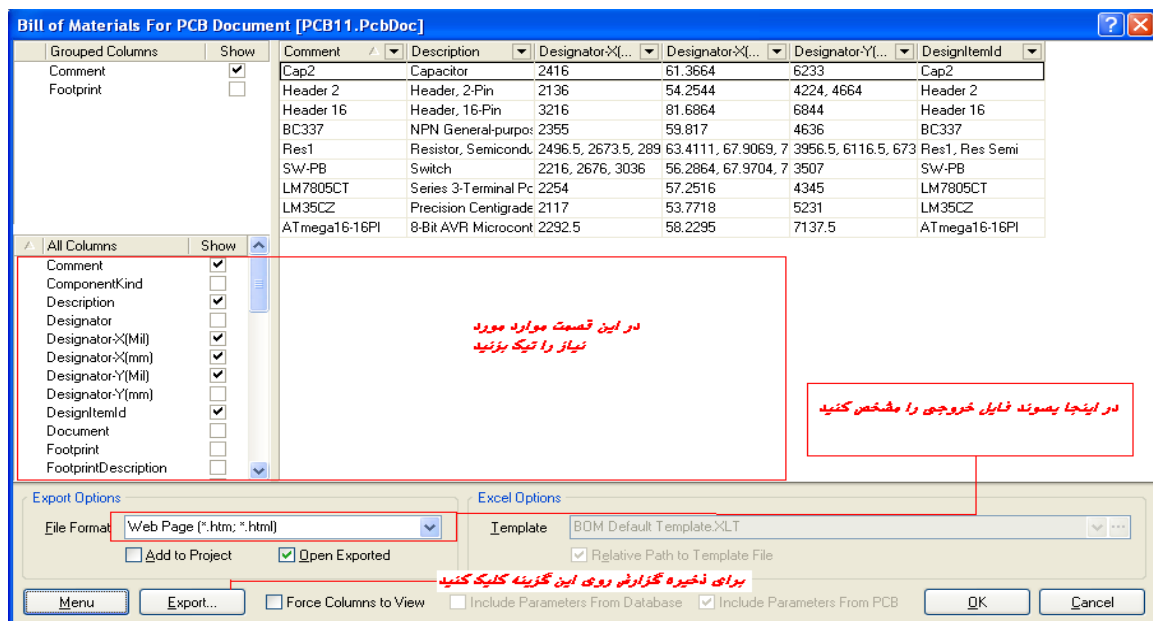 Bill of Materials For PCB Document [PCB11.PcbDoc]
Grouped Columns Show
Comment
Footprint
Comment Description Designator-X(... Designator-X(... Designator-Y(... DesignItemId
Cap2 Capacitor 2416 61.3664 6233 Cap2
Header 2 Header, 2-Pin 2136 54.2544 4224, 4664 Header 2
Header 16 Header, 16-Pin 3216 81.6864 6844 Header 16
BC337 NPN General-purpos 2355 59.817 4636 BC337
Res1 Resistor, Semicondu 2496.5, 2673.5, 289 63.4111, 67.9069, 7 3956.5, 6116.5, 673 Res1, Res Semi
SW-PB Switch 2216, 2676, 3036 56.2864, 67.9704, 7 3507 SW-PB
LM7805CT Series 3-Terminal Pc 2254 57.2516 4345 LM7805CT
LM35CZ Precision Centigrade 2117 53.7718 5231 LM35CZ
ATmega16-16PI 8-Bit AVR Microcont 2292.5 58.2295 7137.5 ATmega16-16PI
All Columns Show
Comment
ComponentKind
Description
Designator
Designator-X(Mil)
Designator-X(mm)
Designator-Y(Mil)
Designator-Y(mm)
DesignItemId
Document
Footprint
FootprintDescription
در این قسمت موارد مورد
نیاز را تیک بزنید
در اینجا پسوند فایل خروجی را مشخص کنید
Export Options
File Format Web Page (*.htm; *.html)
Add to Project Open Exported
Excel Options
Template BOM Default Template.XLT
Relative Path to Template File
برای ذخیره گزارش روی این گزینه کلیک کنید
Menu Export... Force Columns to View Include Parameters From Database Include Parameters From PCB OK Cancel